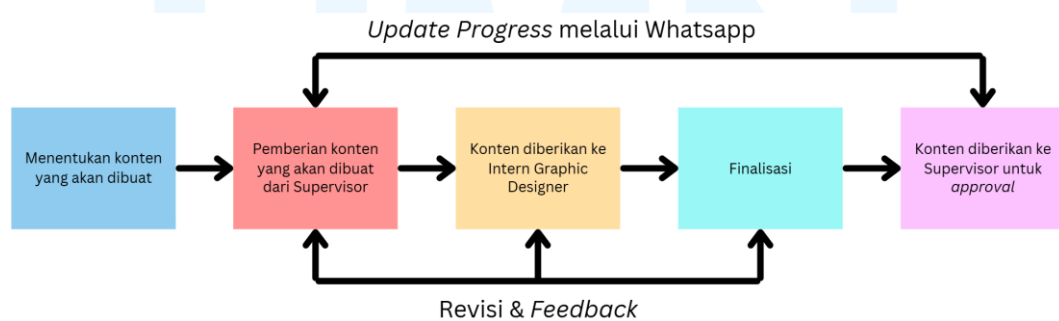 Update Progress melalui Whatsapp
Menentukan konten
yang akan dibuat
Pemberian konten
yang akan dibuat
dari Supervisor
Konten diberikan ke
Intern Graphic
Designer
Finalisasi
Konten diberikan ke
Supervisor untuk
approval
Revisi & Feedback